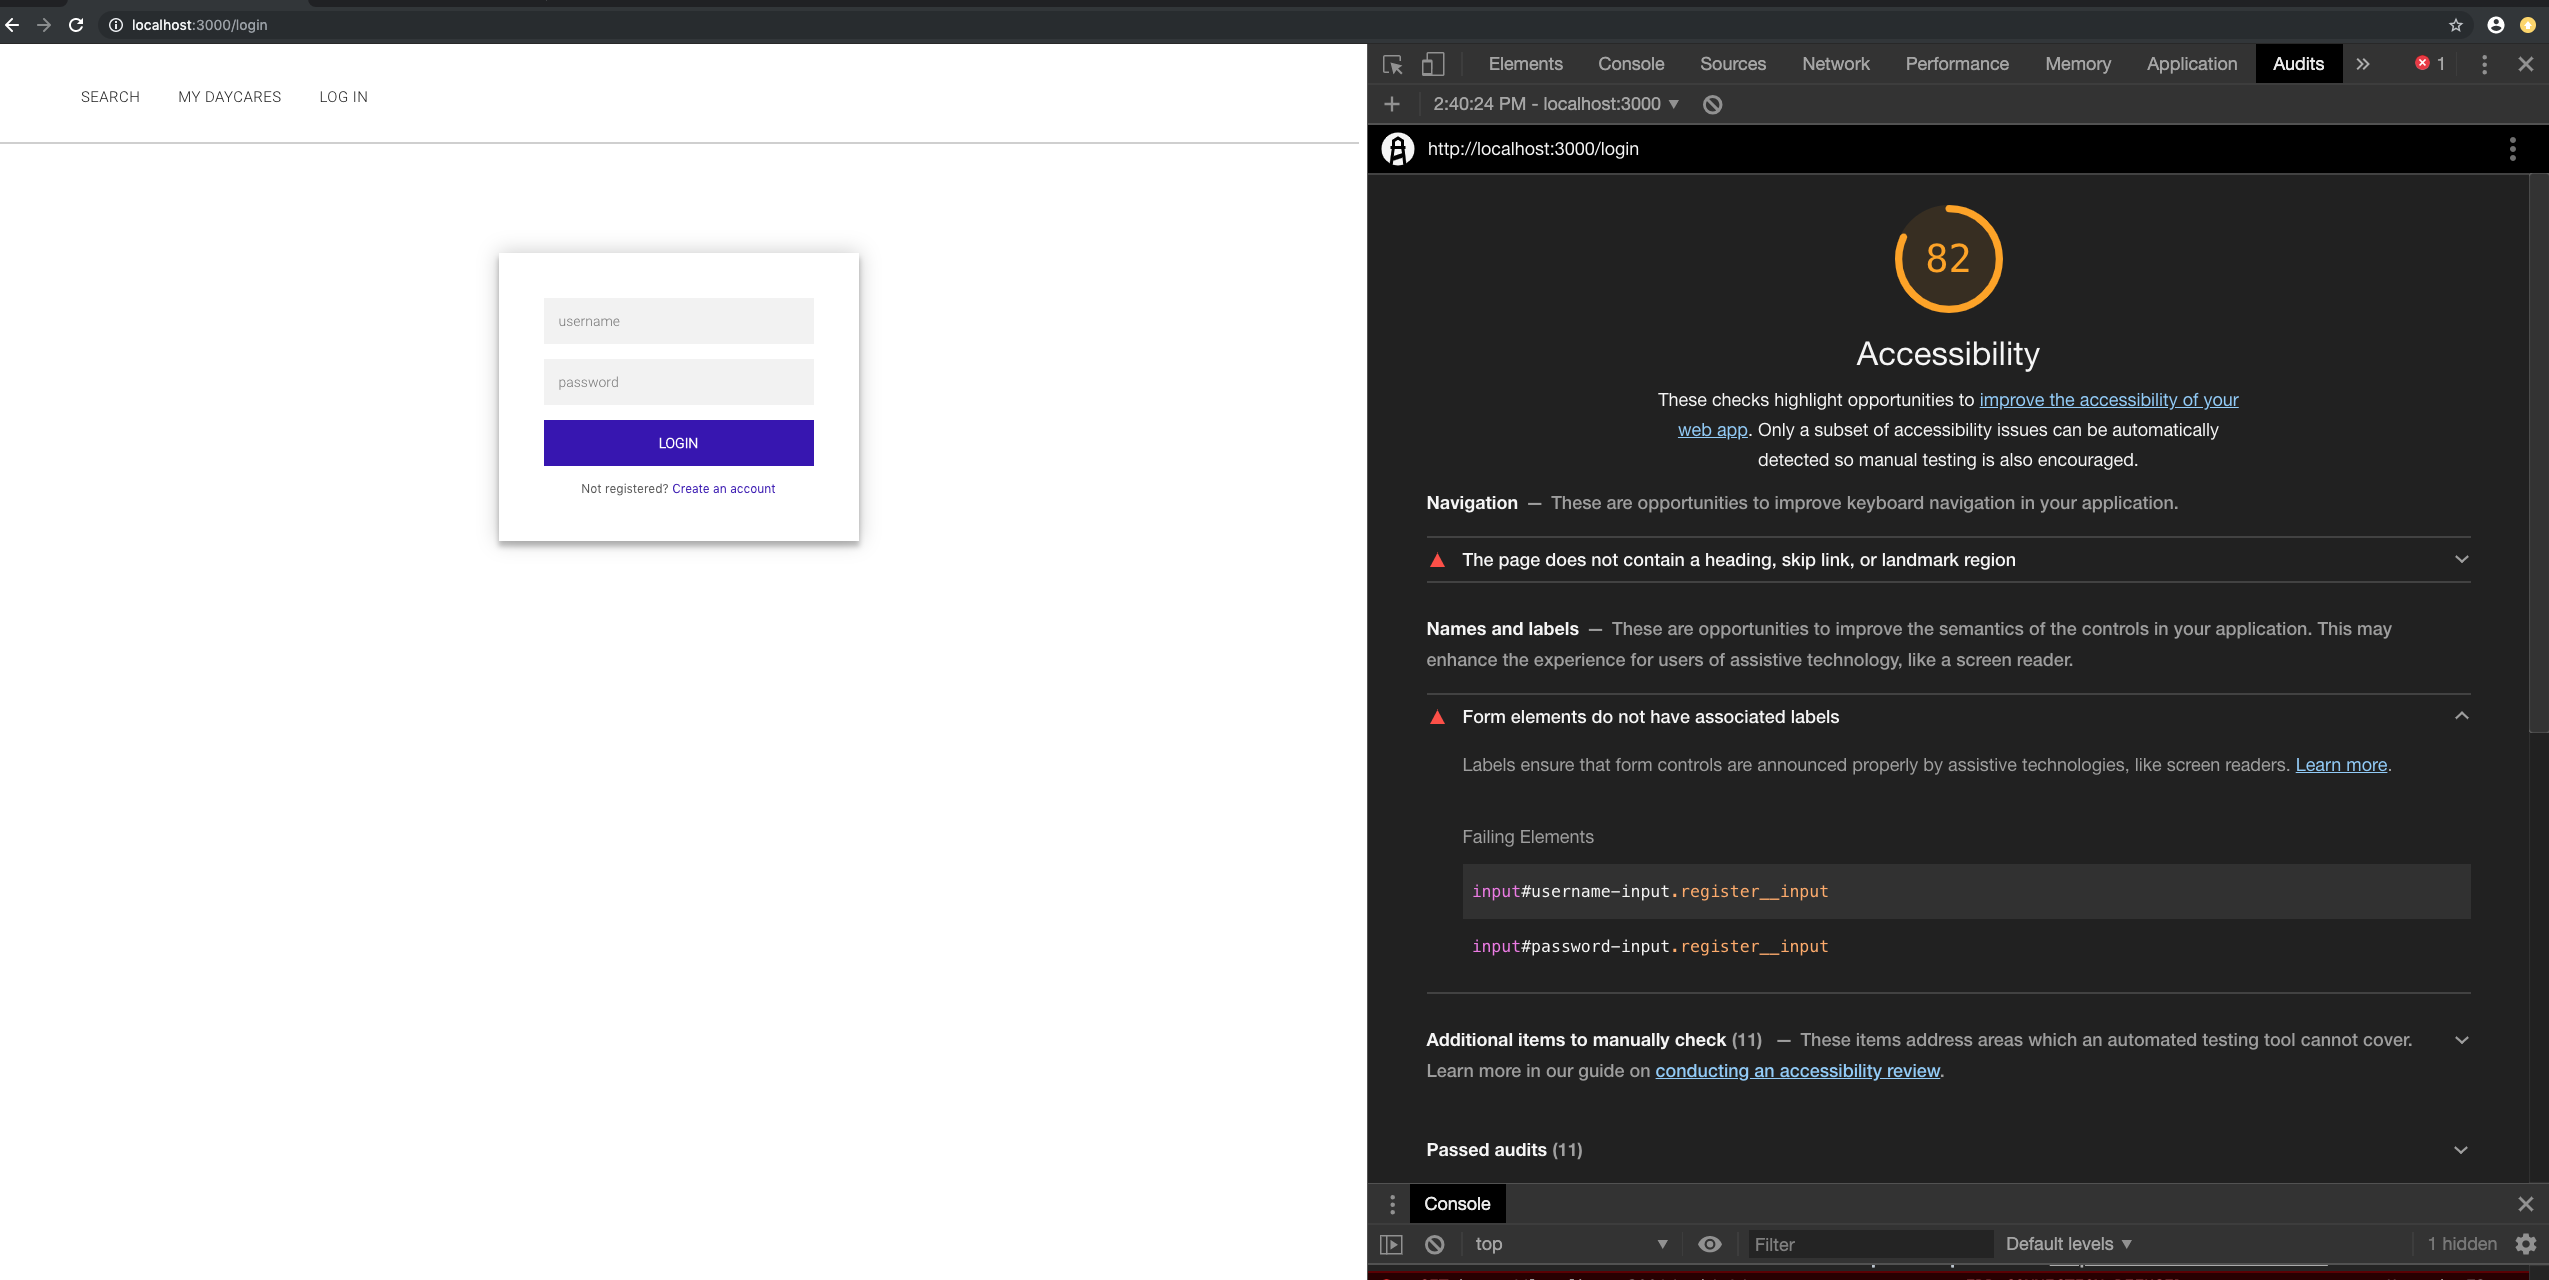 localhost:3000/login
SEARCH MY DAYCARES LOG IN
username
password
LOGIN
Not registered? Create an account
Elements Console Sources Network Performance Memory Application Audits 1
2:40:24 PM - localhost:3000
http://localhost:3000/login
82
Accessibility
These checks highlight opportunities to improve the accessibility of your
web app. Only a subset of accessibility issues can be automatically
detected so manual testing is also encouraged.
Navigation — These are opportunities to improve keyboard navigation in your application.
The page does not contain a heading, skip link, or landmark region
Names and labels — These are opportunities to improve the semantics of the controls in your application. This may
enhance the experience for users of assistive technology, like a screen reader.
Form elements do not have associated labels
Labels ensure that form controls are announced properly by assistive technologies, like screen readers. Learn more.
Failing Elements
input#username-input.register__input
input#password-input.register__input
Additional items to manually check (11) — These items address areas which an automated testing tool cannot cover.
Learn more in our guide on conducting an accessibility review.
Passed audits (11)
Console
top Filter Default levels 1 hidden